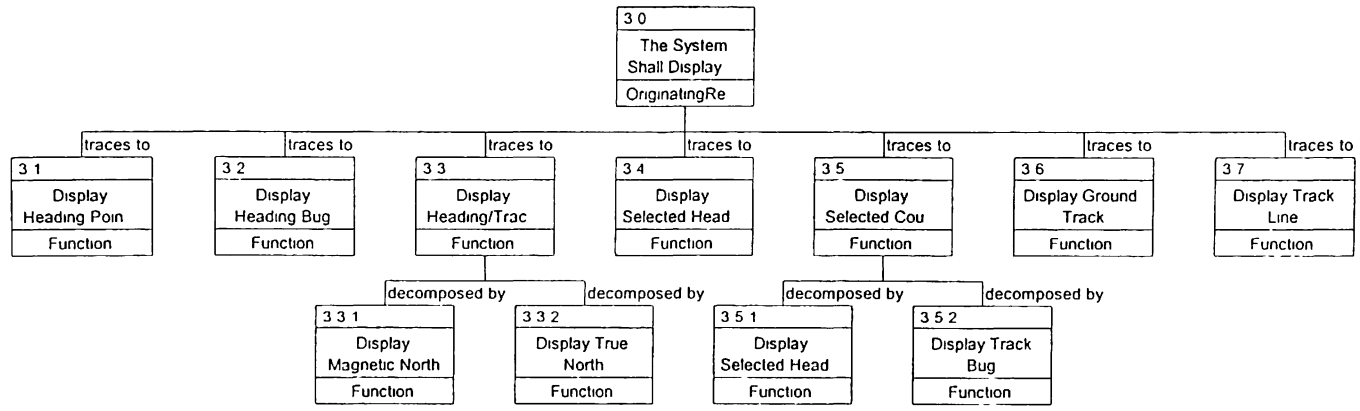 3 0
The System
Shall Display
OriginatingRe
traces to
traces to
traces to
traces to
traces to
traces to
traces to
3 1
Display
Heading Poin
Function
3 2
Display
Heading Bug
Function
3 3
Display
Heading/Trac
Function
3 4
Display
Selected Head
Function
3 5
Display
Selected Cou
Function
3 6
Display Ground
Track
Function
3 7
Display Track
Line
Function
decomposed by
decomposed by
decomposed by
decomposed by
3 3 1
Display
Magnetic North
Function
3 3 2
Display True
North
Function
3 5 1
Display
Selected Head
Function
3 5 2
Display Track
Bug
Function